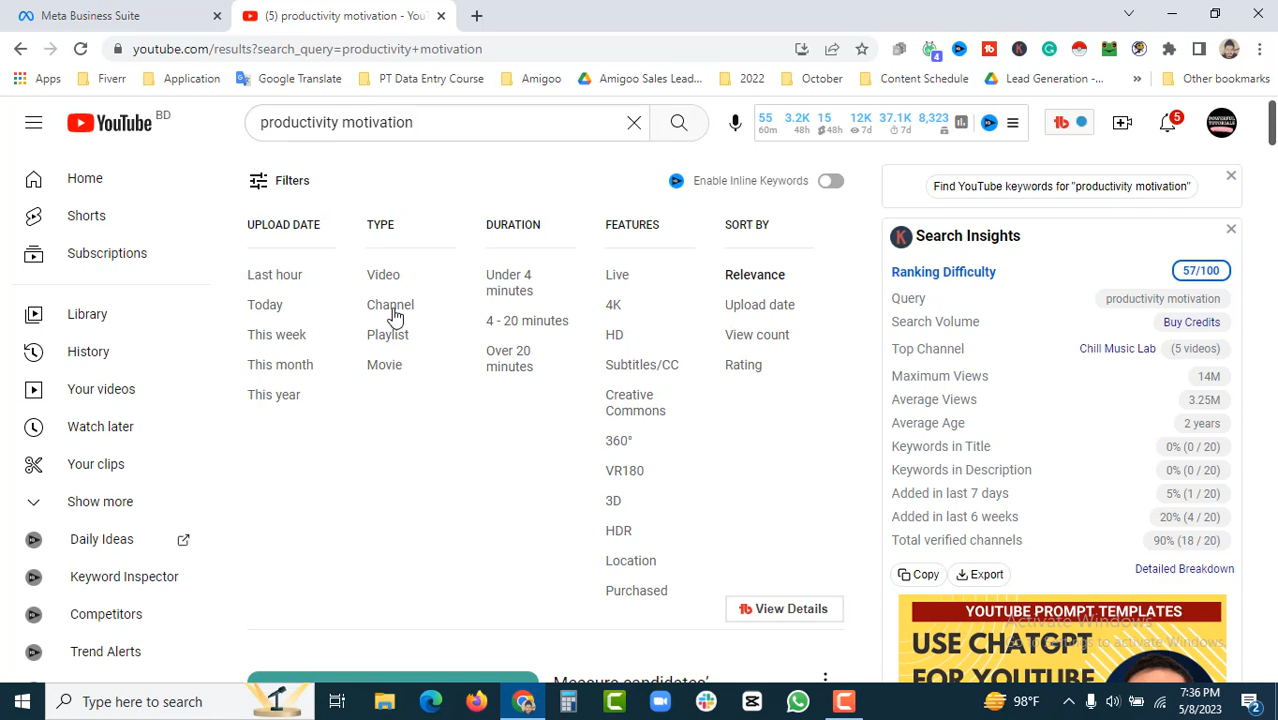 Meta Business Suite
(5) productivity motivation - You
youtube.com/results?search_query=productivity+motivation
4
Apps
Fiverr
Application
Google Translate
PT Data Entry Course
Amigoo
Amigoo Sales Lead...
2022
October
Content Schedule
Lead Generation -...
»
Other bookmarks
YouTube BD
productivity motivation
55 3.2K 15 12K 37.1K 8,323
60m 48h 48h 7d 7d
5
Home
Shorts
Subscriptions
Library
History
Your videos
Watch later
Your clips
Show more
Daily Ideas
Keyword Inspector
Competitors
Trend Alerts
Filters
Enable Inline Keywords
UPLOAD DATE
Last hour
Today
This week
This month
This year
TYPE
Video
Channel
Playlist
Movie
DURATION
Under 4
minutes
4 - 20 minutes
Over 20
minutes
FEATURES
Live
4K
HD
Subtitles/CC
Creative
Commons
360°
VR180
3D
HDR
Location
Purchased
SORT BY
Relevance
Upload date
View count
Rating
View Details
Measure candidates'
Find YouTube keywords for "productivity motivation"
K Search Insights
Ranking Difficulty 57/100
Query productivity motivation
Search Volume Buy Credits
Top Channel Chill Music Lab (5 videos)
Maximum Views 14M
Average Views 3.25M
Average Age 2 years
Keywords in Title 0% (0 / 20)
Keywords in Description 0% (0 / 20)
Added in last 7 days 5% (1 / 20)
Added in last 6 weeks 20% (4 / 20)
Total verified channels 90% (18 / 20)
Copy Export Detailed Breakdown
YOUTUBE PROMPT TEMPLATES
USE CHATGPT
FOR YOUTUBE
Activate Windows
Go to Settings to activate Windows.
Type here to search
98°F
7:36 PM
5/8/2023
2